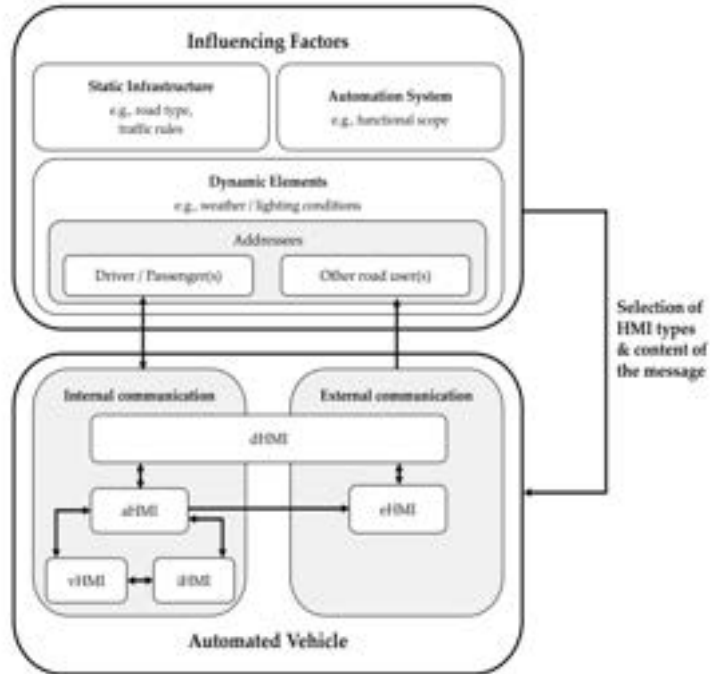 Influencing Factors
Static Infrastructure
e.g., road type,
traffic rules
Automation System
e.g., functional scope
Dynamic Elements
e.g., weather / lighting conditions
Addressees
Driver / Passenger(s)
Other road user(s)
Selection of
HMI types
& content of
the message
Internal communication
External communication
dHMI
aHMI
eHMI
vHMI
iHMI
Automated Vehicle